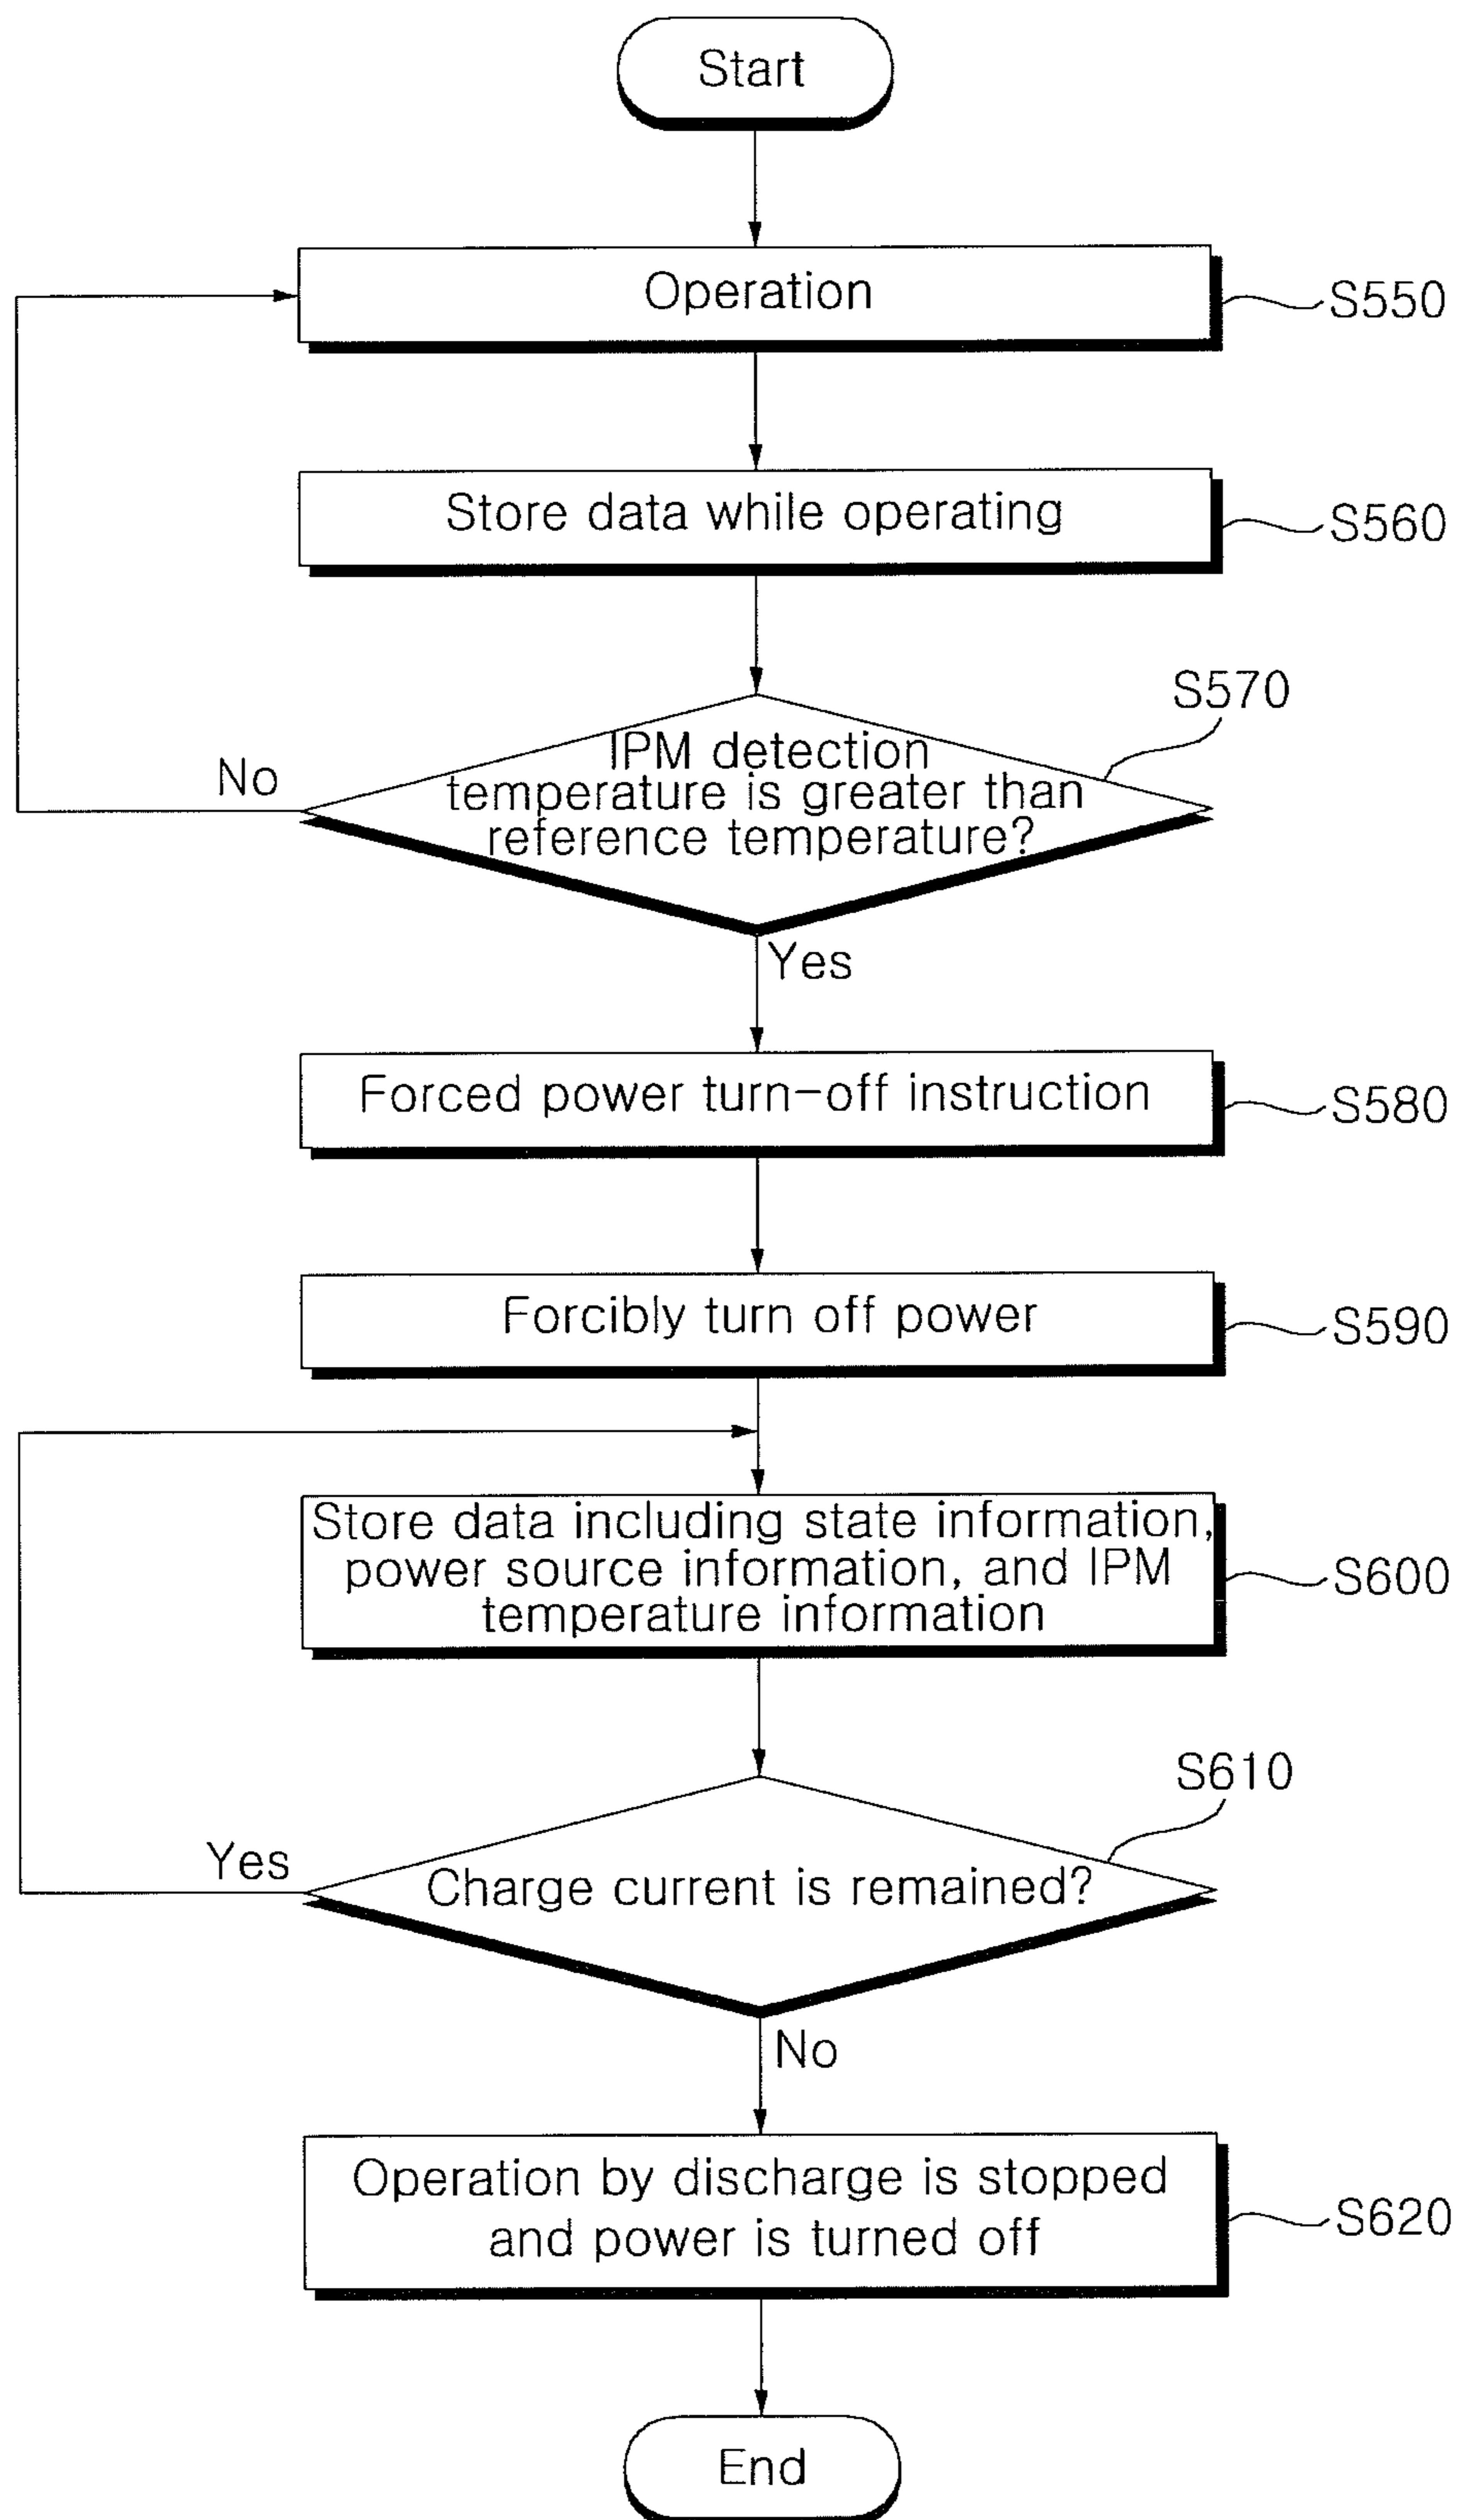 Start
Operation
S550
Store data while operating
S560
S570
IPM detection
temperature is greater than
reference temperature?
No
Yes
Forced power turn-off instruction
S580
Forcibly turn off power
S590
Store data including state information,
power source information, and IPM
temperature information
S600
S610
Charge current is remained?
Yes
No
Operation by discharge is stopped
and power is turned off
S620
End